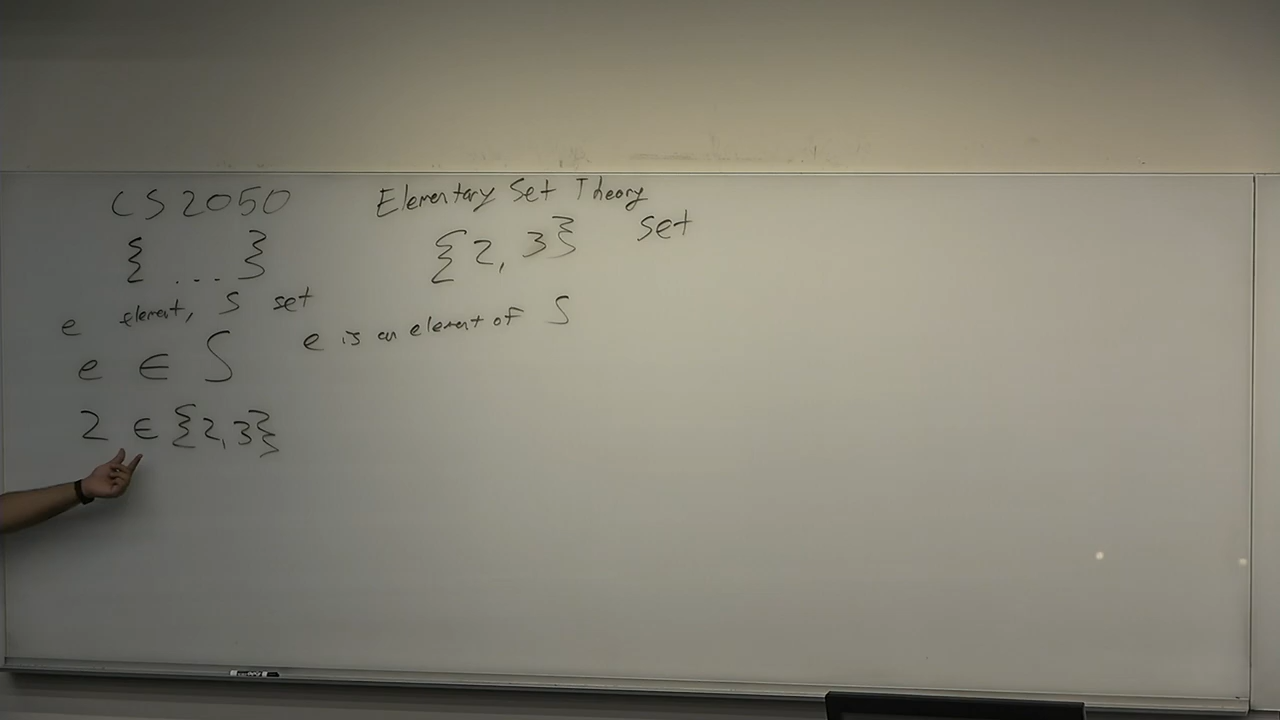 CS 2050 Elementary Set Theory
{ ... } {2, 3} set
e element, S set
e ∈ S e is an element of S
2 ∈ {2, 3}